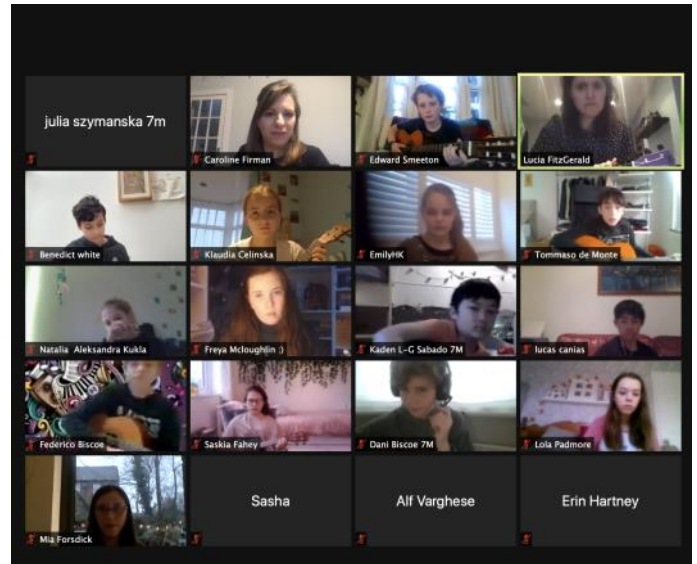 julia szymanska 7m
Caroline Firman
Edward Smeeton
Lucia FitzGerald
Benedict white
Klaudia Celinska
EmilyHK
Tommaso de Monte
Natalia Aleksandra Kukla
Freya Mcloughlin :)
Kaden L-G Sabado 7M
lucas canias
Federico Biscoe
Saskia Fahey
Dani Biscoe 7M
Lola Padmore
Mia Forsdick
Sasha
Alf Varghese
Erin Hartney